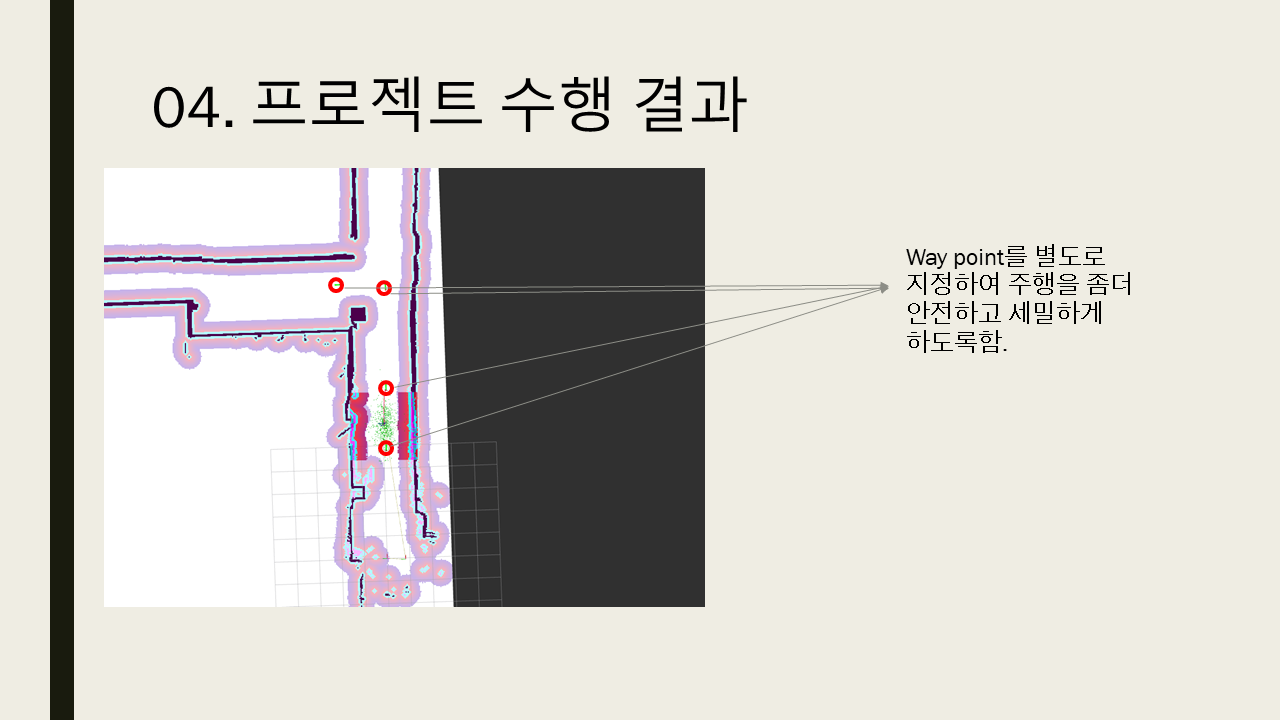 04. 프로젝트 수행 결과
Way point를 별도로
지정하여 주행을 좀더
안전하고 세밀하게
하도록함.